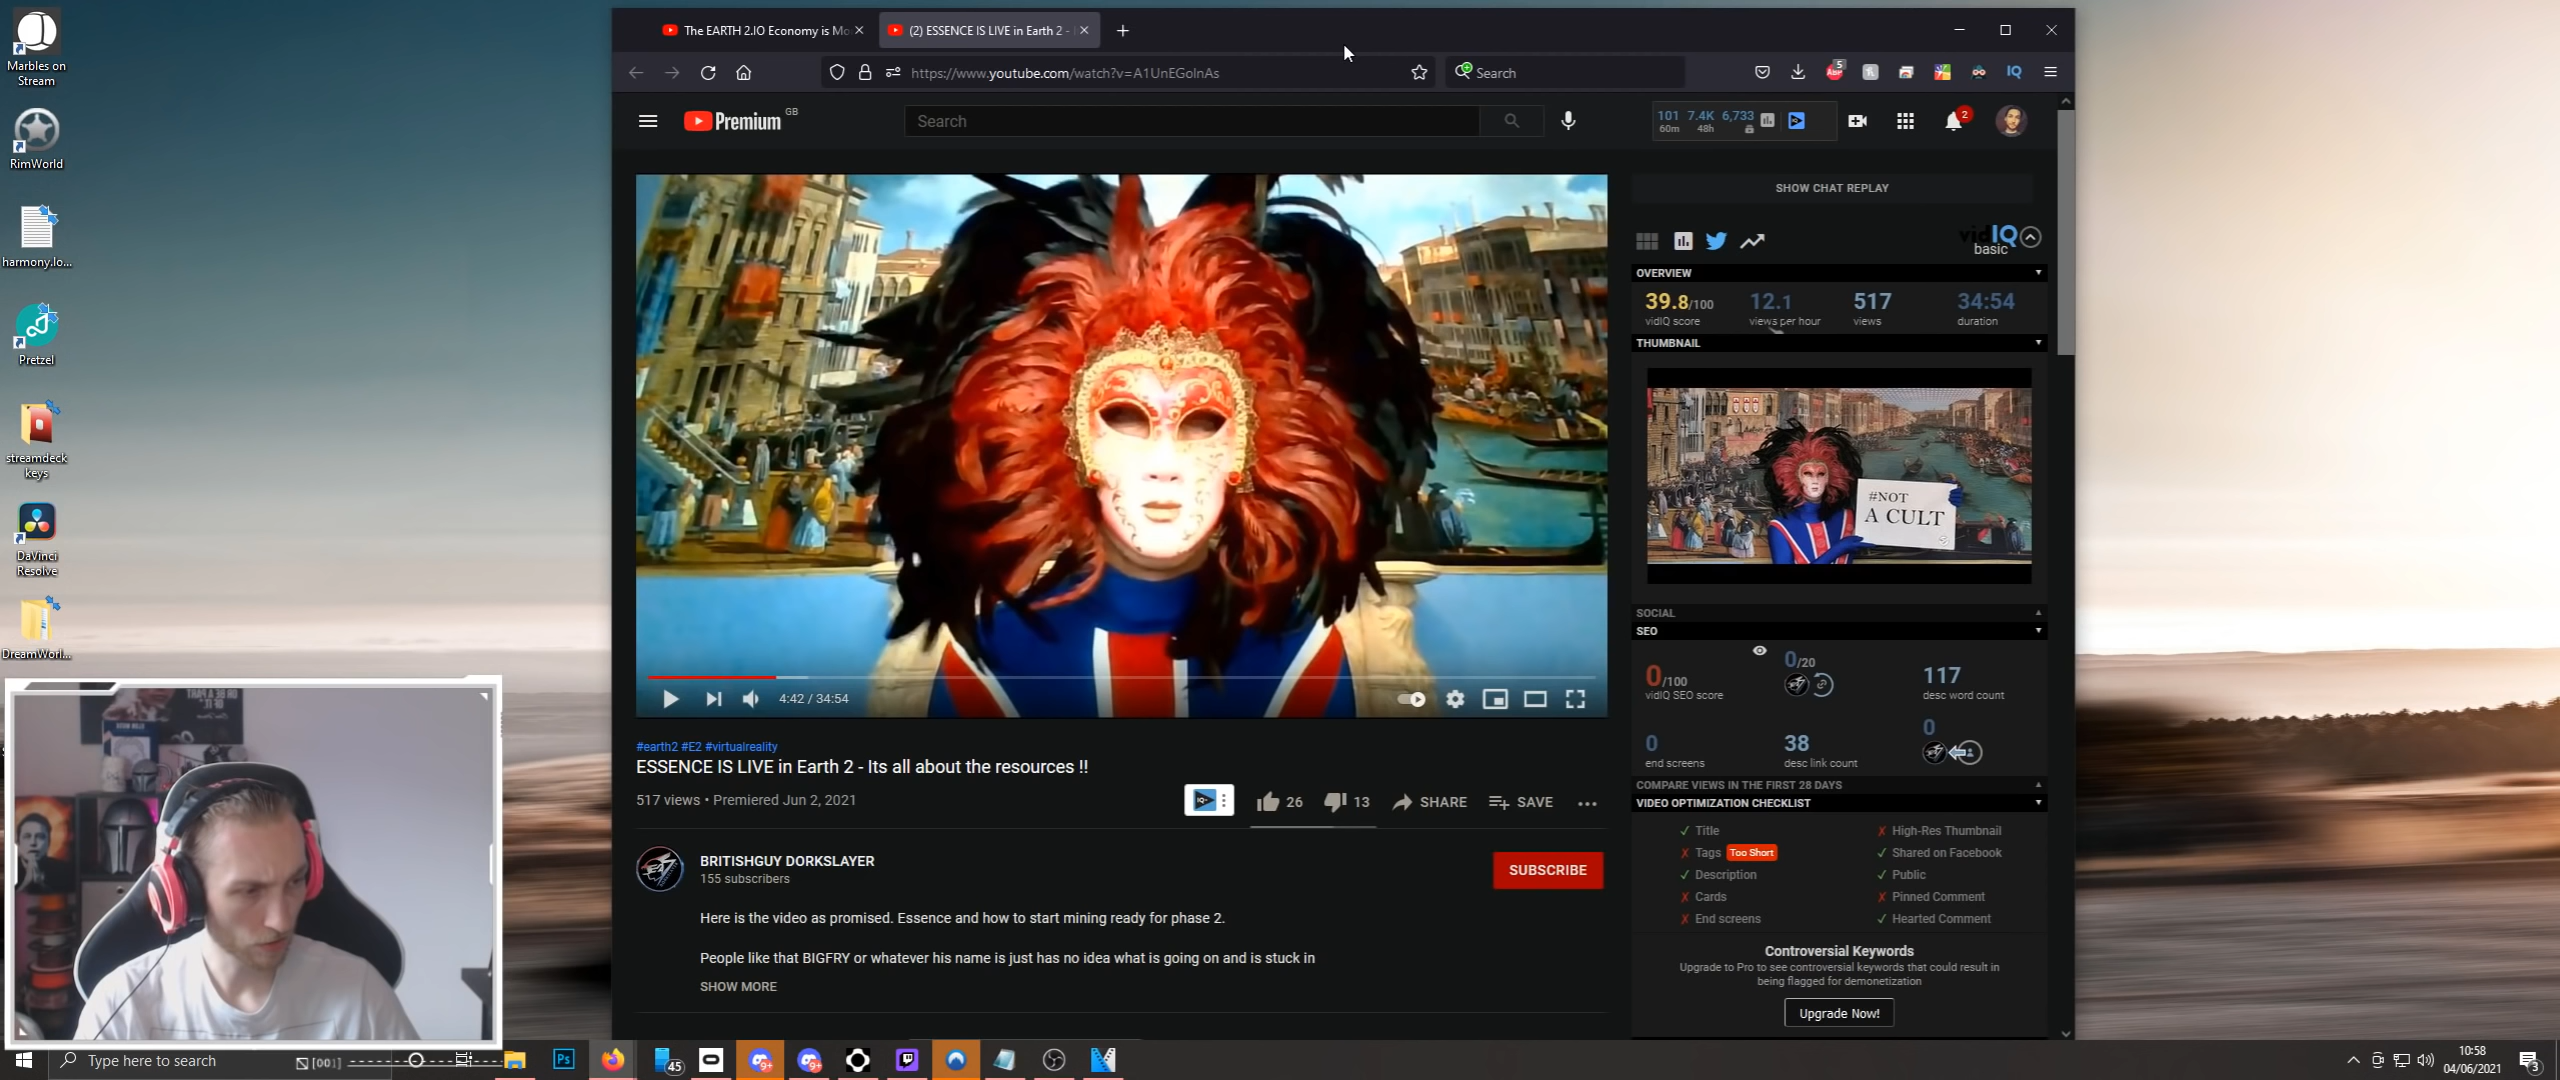 Marbles on
Stream
RimWorld
harmony.lo...
Pretzel
streamdeck
keys
DaVinci
Resolve
DreamWorl...
The EARTH 2.IO Economy is Mo
(2) ESSENCE IS LIVE in Earth 2 -
https://www.youtube.com/watch?v=A1UnEGolnAs
Search
ABP
5
IQ
Premium
GB
Search
101 7.4K 6,733
60m 48h
2
SHOW CHAT REPLAY
vidIQ
basic
OVERVIEW
39.8/100
vidIQ score
12.1
views per hour
517
views
34:54
duration
THUMBNAIL
#NOT
A CULT
SOCIAL
SEO
0/100
vidIQ SEO score
0/20
117
desc word count
0
end screens
38
desc link count
0
COMPARE VIEWS IN THE FIRST 28 DAYS
VIDEO OPTIMIZATION CHECKLIST
Title
High-Res Thumbnail
Tags Too Short
Shared on Facebook
Description
Public
Cards
Pinned Comment
End screens
Hearted Comment
Controversial Keywords
Upgrade to Pro to see controversial keywords that could result in
being flagged for demonetization
Upgrade Now!
4:42 / 34:54
#earth2 #E2 #virtualreality
ESSENCE IS LIVE in Earth 2 - Its all about the resources !!
517 views • Premiered Jun 2, 2021
26
13
SHARE
SAVE
BRITISHGUY DORKSLAYER
155 subscribers
SUBSCRIBE
Here is the video as promised. Essence and how to start mining ready for phase 2.
People like that BIGFRY or whatever his name is just has no idea what is going on and is stuck in
SHOW MORE
Type here to search
[001]
Ps
45
9+
9+
10:58
04/06/2021
3